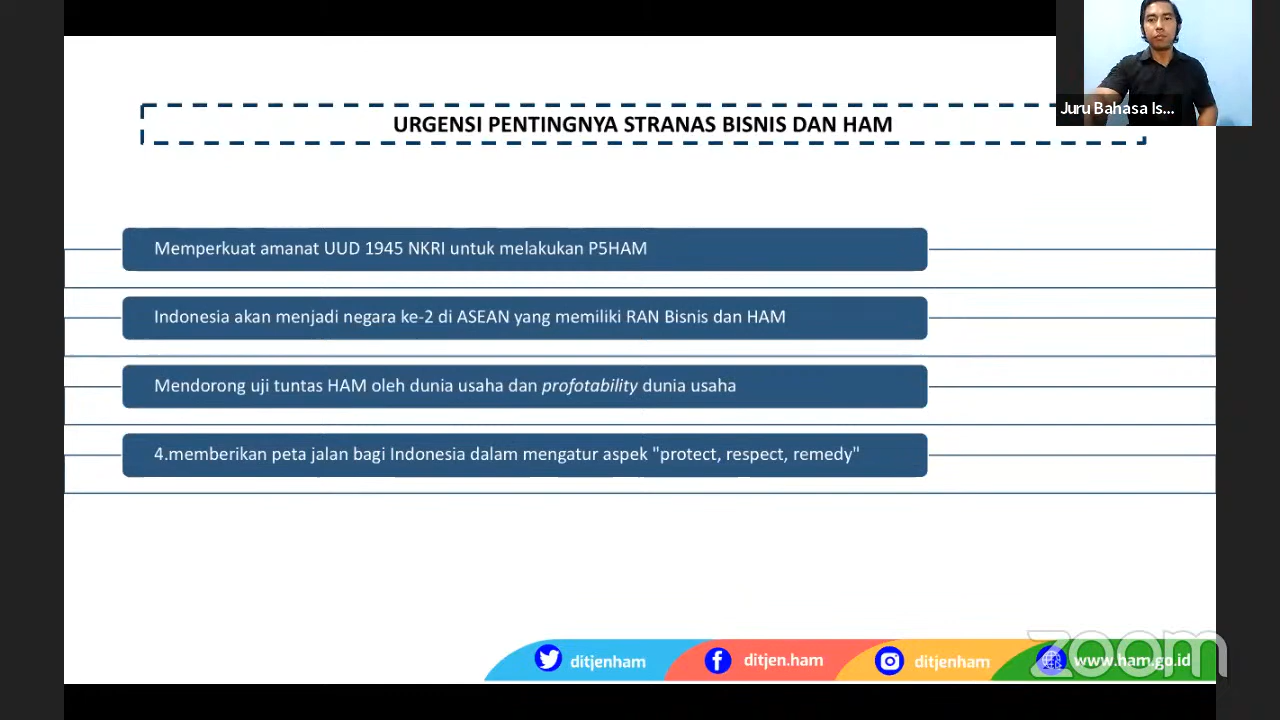 Juru Bahasa Is...
URGENSI PENTINGNYA STRANAS BISNIS DAN HAM
Memperkuat amanat UUD 1945 NKRI untuk melakukan P5HAM
Indonesia akan menjadi negara ke-2 di ASEAN yang memiliki RAN Bisnis dan HAM
Mendorong uji tuntas HAM oleh dunia usaha dan profotability dunia usaha
4.memberikan peta jalan bagi Indonesia dalam mengatur aspek "protect, respect, remedy"
ditjenham ditjen.ham ditjenham www.ham.go.id
zoom